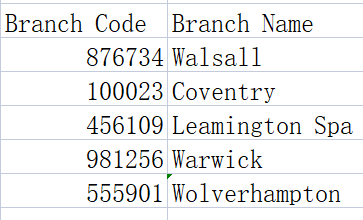 Branch Code Branch Name
876734 Walsall
100023 Coventry
456109 Leamington Spa
981256 Warwick
555901 Wolverhampton